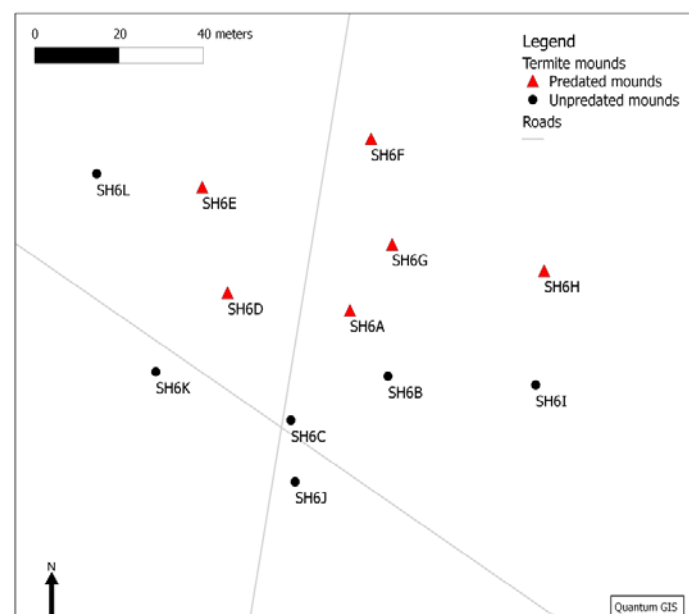 0 20 40 meters
Legend
Termite mounds
Predated mounds
Unpredated mounds
Roads
SH6F
SH6L
SH6E
SH6G
SH6H
SH6D
SH6A
SH6K
SH6B
SH6I
SH6C
SH6J
N
Quantum GIS